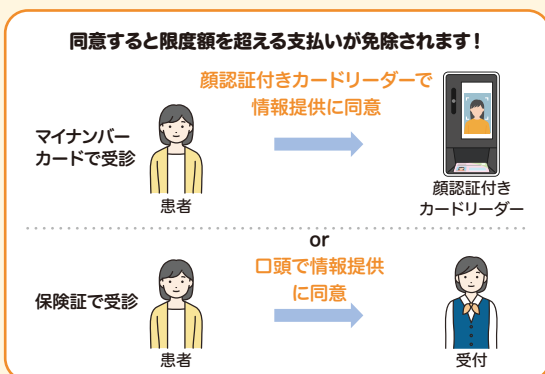 同意すると限度額を超える支払いが免除されます!
顔認証付きカードリーダーで
情報提供に同意
マイナンバー
カードで受診
患者
顔認証付き
カードリーダー
or
口頭で情報提供
に同意
保険証で受診
患者
受付